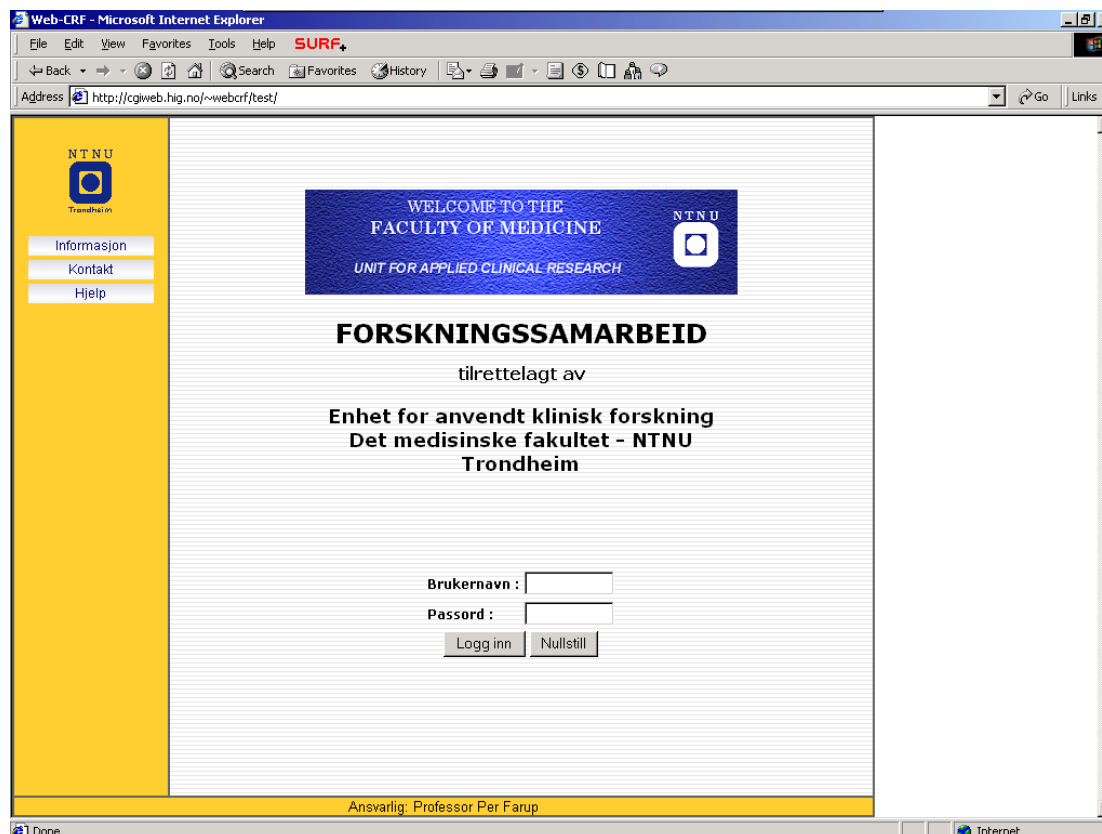 Web-CRF - Microsoft Internet Explorer
File Edit View Favorites Tools Help SURF+
Back Search Favorites History
Address http://cgiweb.hig.no/~webcrf/test/ Go Links
NTNU
Trondheim
Informasjon
Kontakt
Hjelp
WELCOME TO THE
FACULTY OF MEDICINE
UNIT FOR APPLIED CLINICAL RESEARCH
NTNU
FORSKNINGSSAMARBEID
tilrettelagt av
Enhet for anvendt klinisk forskning
Det medisinske fakultet - NTNU
Trondheim
Brukernavn :
Passord :
Logg inn Nullstill
Ansvarlig: Professor Per Farup
Done Internet